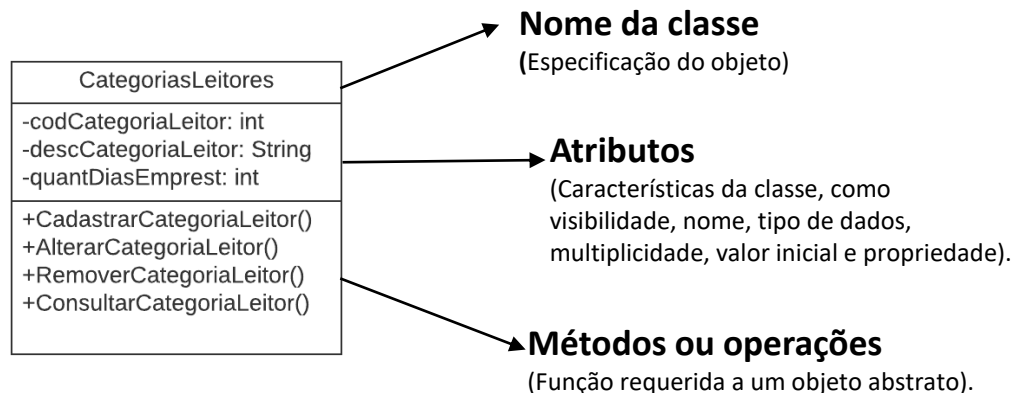 Nome da classe
(Especificação do objeto)
CategoriasLeitores
-codCategoriaLeitor: int
-descCategoriaLeitor: String
-quantDiasEmprest: int
Atributos
(Características da classe, como
visibilidade, nome, tipo de dados,
multiplicidade, valor inicial e propriedade).
+CadastrarCategoriaLeitor()
+AlterarCategoriaLeitor()
+RemoverCategoriaLeitor()
+ConsultarCategoriaLeitor()
Métodos ou operações
(Função requerida a um objeto abstrato).